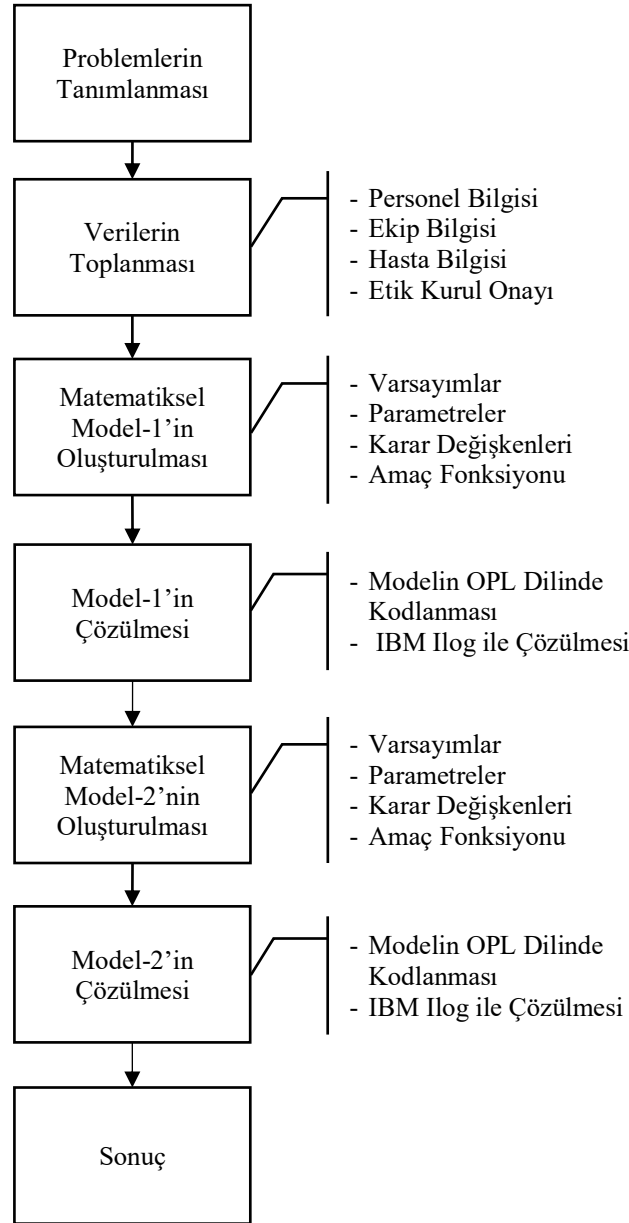 Problemlerin
Tanımlanması
Verilerin
Toplanması
- Personel Bilgisi
- Ekip Bilgisi
- Hasta Bilgisi
- Etik Kurul Onayı
Matematiksel
Model-1’in
Oluşturulması
- Varsayımlar
- Parametreler
- Karar Değişkenleri
- Amaç Fonksiyonu
Model-1’in
Çözülmesi
- Modelin OPL Dilinde
Kodlanması
- IBM Ilog ile Çözülmesi
Matematiksel
Model-2’nin
Oluşturulması
- Varsayımlar
- Parametreler
- Karar Değişkenleri
- Amaç Fonksiyonu
Model-2’in
Çözülmesi
- Modelin OPL Dilinde
Kodlanması
- IBM Ilog ile Çözülmesi
Sonuç